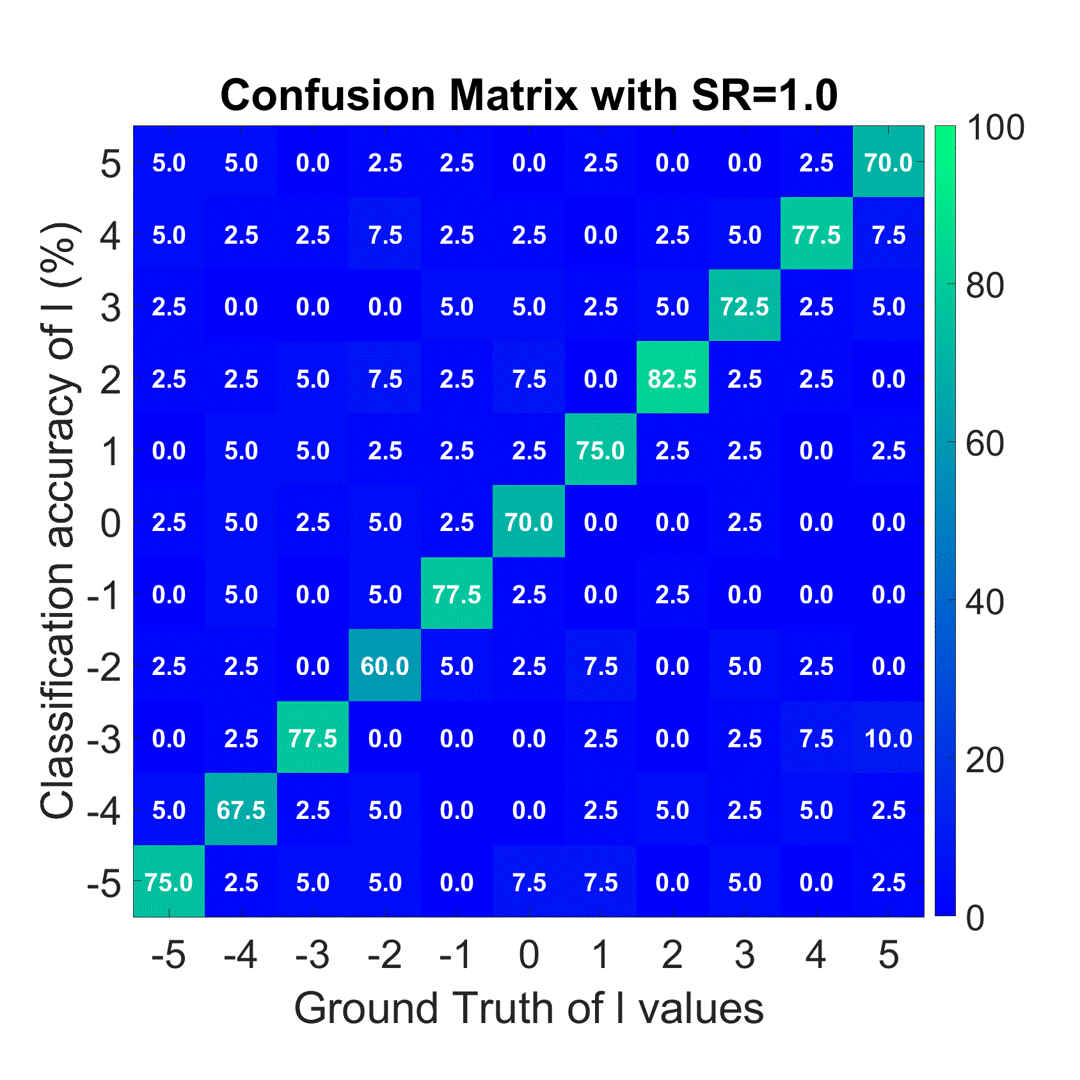 Confusion Matrix with SR=1.0
5 5.0 5.0 0.0 2.5 2.5 0.0 2.5 0.0 0.0 2.5 70.0
4 5.0 2.5 2.5 7.5 2.5 2.5 0.0 2.5 5.0 77.5 7.5
3 2.5 0.0 0.0 0.0 5.0 5.0 2.5 5.0 72.5 2.5 5.0
2 2.5 2.5 5.0 7.5 2.5 7.5 0.0 82.5 2.5 2.5 0.0
1 0.0 5.0 5.0 2.5 2.5 2.5 75.0 2.5 2.5 0.0 2.5
0 2.5 5.0 2.5 5.0 2.5 70.0 0.0 0.0 2.5 0.0 0.0
-1 0.0 5.0 0.0 5.0 77.5 2.5 0.0 2.5 0.0 0.0 0.0
-2 2.5 2.5 0.0 60.0 5.0 2.5 7.5 0.0 5.0 2.5 0.0
-3 0.0 2.5 77.5 0.0 0.0 0.0 2.5 0.0 2.5 7.5 10.0
-4 5.0 67.5 2.5 5.0 0.0 0.0 2.5 5.0 2.5 5.0 2.5
-5 75.0 2.5 5.0 5.0 0.0 7.5 7.5 0.0 5.0 0.0 2.5
-5 -4 -3 -2 -1 0 1 2 3 4 5
Ground Truth of l values
Classification accuracy of l (%)
100
80
60
40
20
0